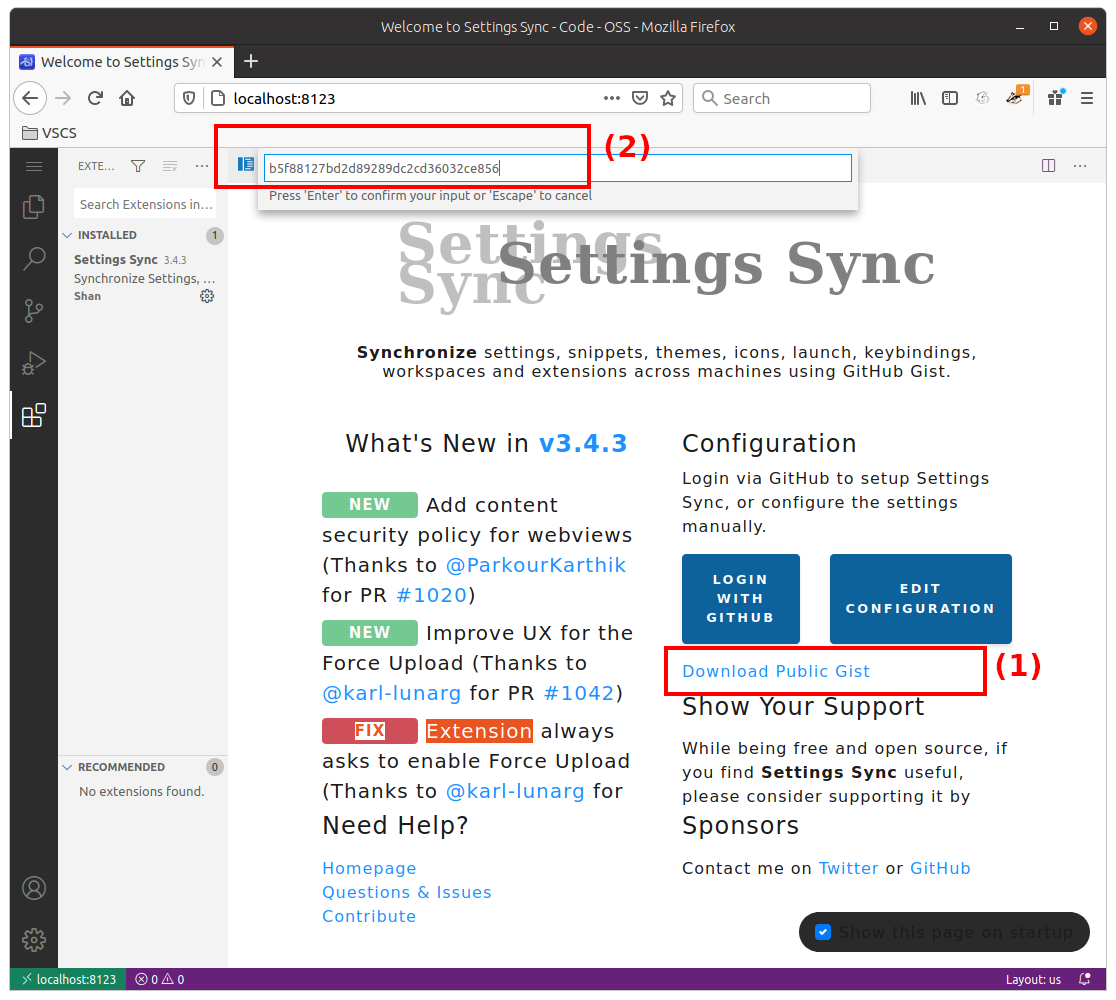 Welcome to Settings Sync - Code - OSS - Mozilla Firefox
Welcome to Settings Syn
localhost:8123
Search
1
VSCS
EXTE...
b5f88127bd2d89289dc2cd36032ce856
(2)
Press 'Enter' to confirm your input or 'Escape' to cancel
Search Extensions in...
INSTALLED 1
Settings Sync 3.4.3
Synchronize Settings, ...
Shan
Settings
Sync
Settings Sync
Synchronize settings, snippets, themes, icons, launch, keybindings,
workspaces and extensions across machines using GitHub Gist.
What's New in v3.4.3
NEW Add content
security policy for webviews
(Thanks to @ParkourKarthik
for PR #1020)
NEW Improve UX for the
Force Upload (Thanks to
@karl-lunarg for PR #1042)
FIX Extension always
asks to enable Force Upload
(Thanks to @karl-lunarg for
Need Help?
Homepage
Questions & Issues
Contribute
Configuration
Login via GitHub to setup Settings
Sync, or configure the settings
manually.
LOGIN
WITH
GITHUB
EDIT
CONFIGURATION
Download Public Gist
(1)
Show Your Support
While being free and open source, if
you find Settings Sync useful,
please consider supporting it by
Sponsors
Contact me on Twitter or GitHub
Show this page on startup
RECOMMENDED 0
No extensions found.
localhost:8123
0
0
Layout: us